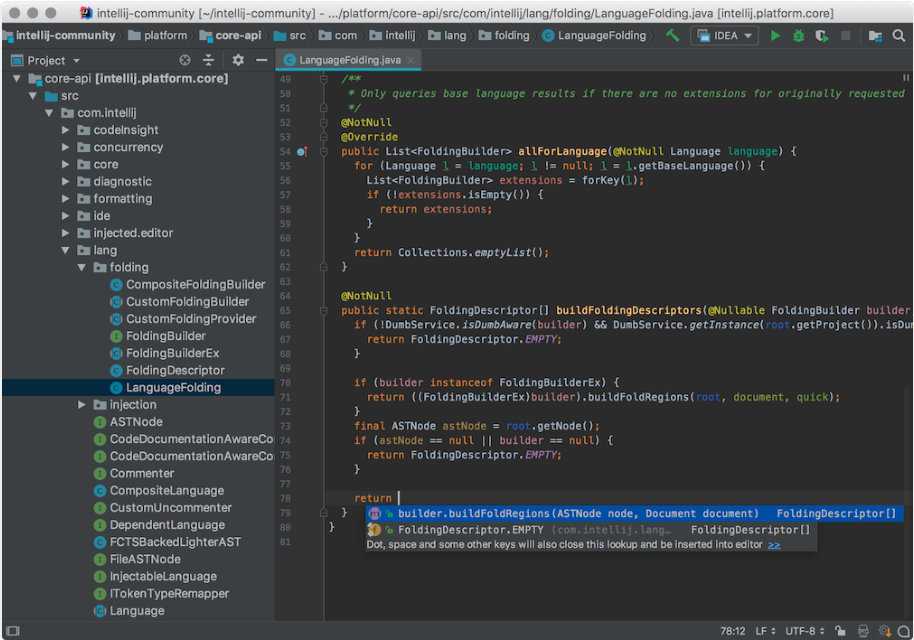 intellij-community [~/intellij-community] - .../platform/core-api/src/com/intellij/lang/folding/LanguageFolding.java [intellij.platform.core]
intellij-community platform core-api src com intellij lang folding LanguageFolding IDEA
Project
LanguageFolding.java
core-api [intellij.platform.core]
src
com.intellij
codeInsight
concurrency
core
diagnostic
formatting
ide
injected.editor
lang
folding
CompositeFoldingBuilder
CustomFoldingBuilder
CustomFoldingProvider
FoldingBuilder
FoldingBuilderEx
FoldingDescriptor
LanguageFolding
injection
ASTNode
CodeDocumentationAwareCo
CodeDocumentationAwareCo
Commenter
CompositeLanguage
CustomUncommenter
DependentLanguage
FCTSBackedLighterAST
FileASTNode
InjectableLanguage
ITokenTypeRemapper
Language
49 /**
50 * Only queries base language results if there are no extensions for originally requested
51 */
52 @NotNull
53 @Override
54 public List<FoldingBuilder> allForLanguage(@NotNull Language language) {
55 for (Language l = language; l != null; l = l.getBaseLanguage()) {
56 List<FoldingBuilder> extensions = forKey(l);
57 if (!extensions.isEmpty()) {
58 return extensions;
59 }
60 }
61 return Collections.emptyList();
62 }
63
64 @NotNull
65 public static FoldingDescriptor[] buildFoldingDescriptors(@Nullable FoldingBuilder builder
66 if (!DumbService.isDumbAware(builder) && DumbService.getInstance(root.getProject()).isDum
67 return FoldingDescriptor.EMPTY;
68 }
69
70 if (builder instanceof FoldingBuilderEx) {
71 return ((FoldingBuilderEx)builder).buildFoldRegions(root, document, quick);
72 }
73 final ASTNode astNode = root.getNode();
74 if (astNode == null || builder == null) {
75 return FoldingDescriptor.EMPTY;
76 }
77
78 return
79 }
80 }
81
builder.buildFoldRegions(ASTNode node, Document document) FoldingDescriptor[]
FoldingDescriptor.EMPTY (com.intellij.lang… FoldingDescriptor[]
Dot, space and some other keys will also close this lookup and be inserted into editor >>
78:12 LF UTF-8